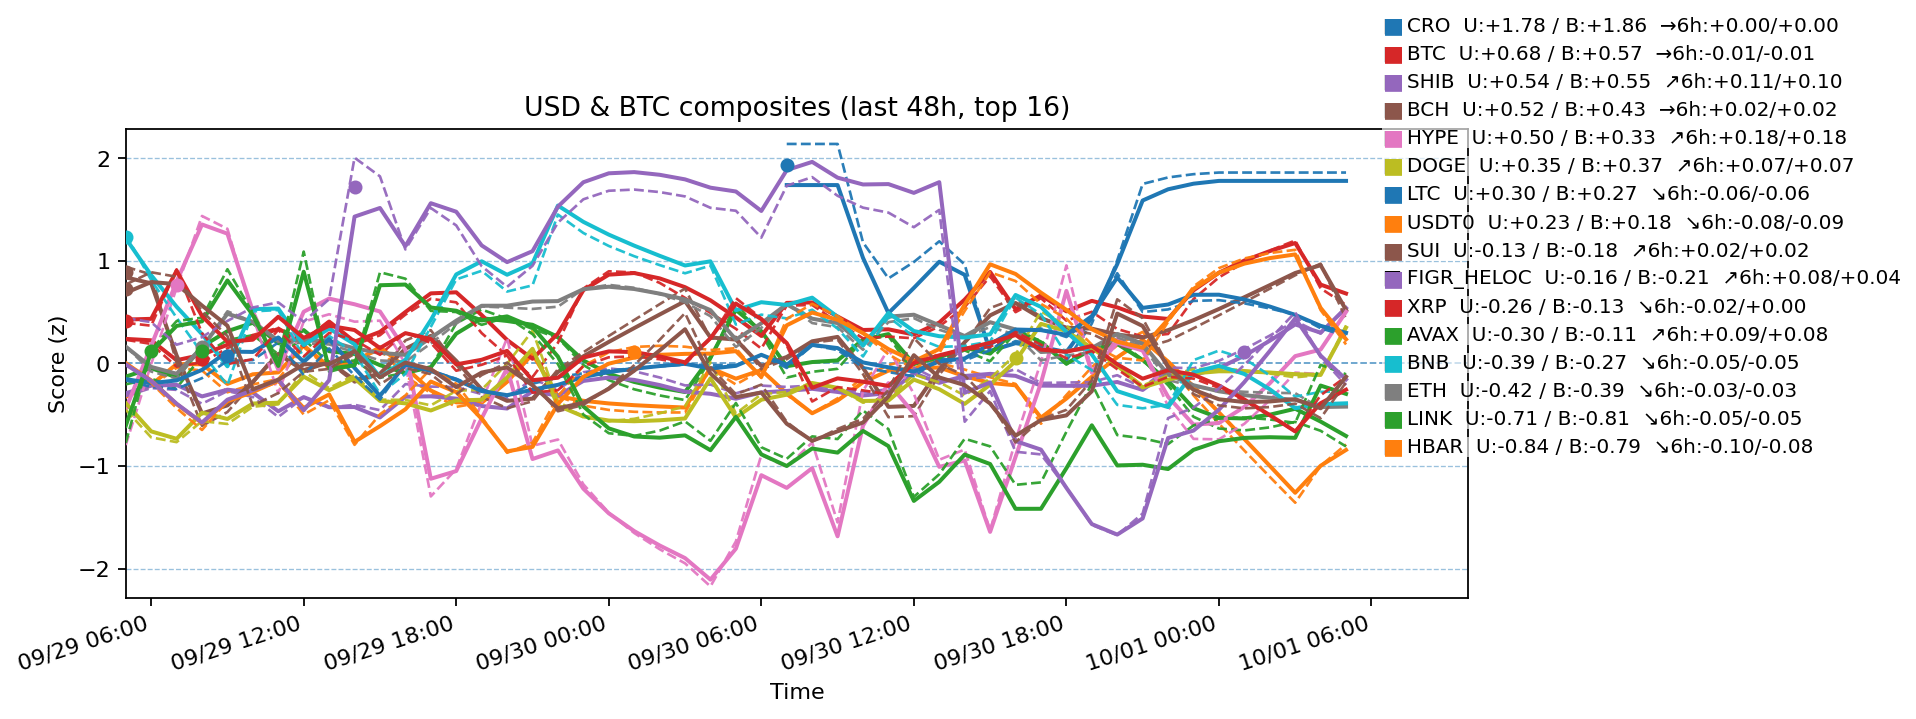 CRO U:+1.78 / B:+1.86 →6h:+0.00/+0.00
BTC U:+0.68 / B:+0.57 →6h:-0.01/-0.01
SHIB U:+0.54 / B:+0.55 ↗6h:+0.11/+0.10
BCH U:+0.52 / B:+0.43 →6h:+0.02/+0.02
HYPE U:+0.50 / B:+0.33 ↗6h:+0.18/+0.18
DOGE U:+0.35 / B:+0.37 ↗6h:+0.07/+0.07
LTC U:+0.30 / B:+0.27 ↘6h:-0.06/-0.06
USDT0 U:+0.23 / B:+0.18 ↘6h:-0.08/-0.09
SUI U:-0.13 / B:-0.18 ↗6h:+0.02/+0.02
FIGR_HELOC U:-0.16 / B:-0.21 ↗6h:+0.08/+0.04
XRP U:-0.26 / B:-0.13 ↘6h:-0.02/+0.00
AVAX U:-0.30 / B:-0.11 ↗6h:+0.09/+0.08
BNB U:-0.39 / B:-0.27 ↘6h:-0.05/-0.05
ETH U:-0.42 / B:-0.39 ↘6h:-0.03/-0.03
LINK U:-0.71 / B:-0.81 ↘6h:-0.05/-0.05
HBAR U:-0.84 / B:-0.79 ↘6h:-0.10/-0.08
USD & BTC composites (last 48h, top 16)
Score (z)
2
1
0
−1
−2
09/29 06:00
09/29 12:00
09/29 18:00
09/30 00:00
09/30 06:00
09/30 12:00
09/30 18:00
10/01 00:00
10/01 06:00
Time